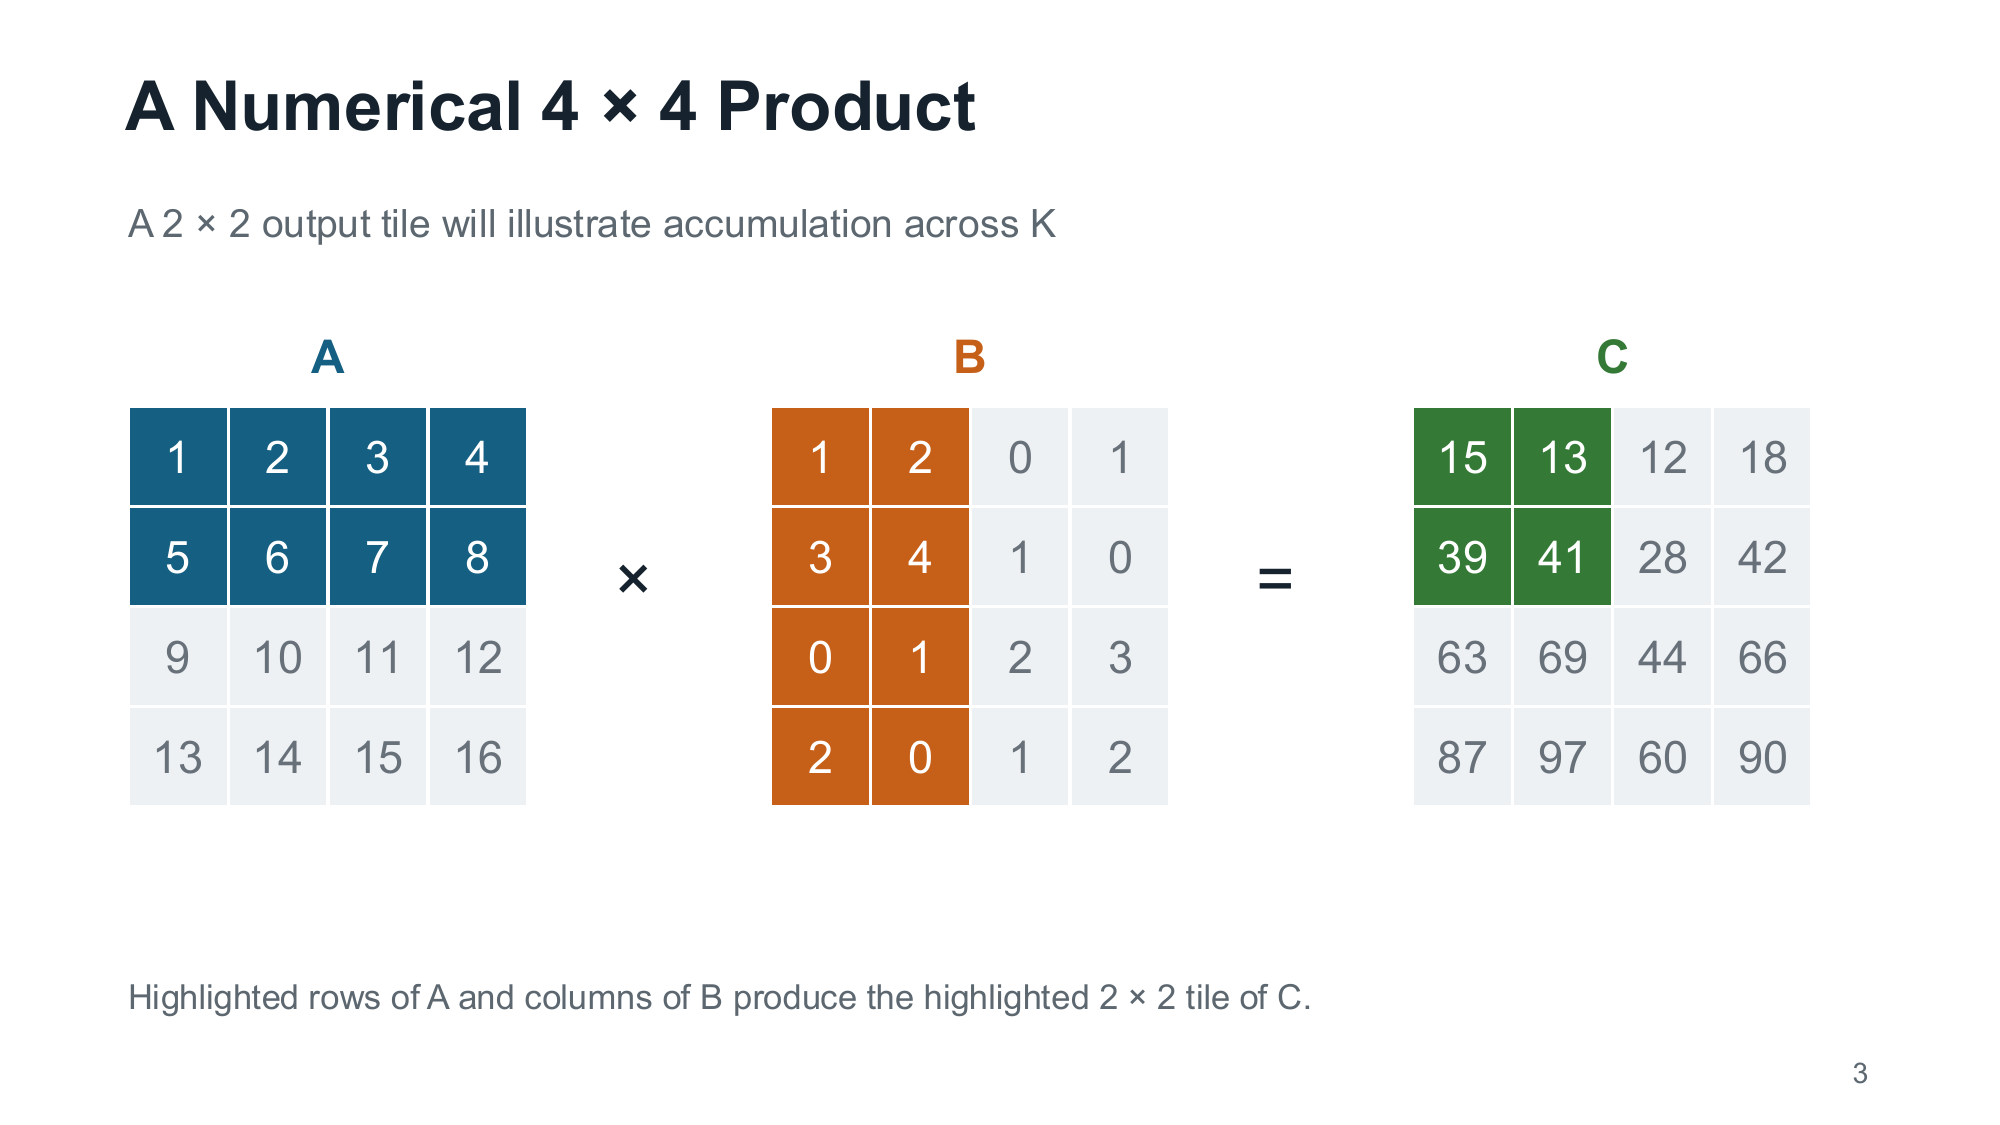 A Numerical 4 × 4 Product
A 2 × 2 output tile will illustrate accumulation across K
A B C
1 2 3 4 1 2 0 1 15 13 12 18
5 6 7 8 3 4 1 0 39 41 28 42
× =
9 10 11 12 0 1 2 3 63 69 44 66
13 14 15 16 2 0 1 2 87 97 60 90
Highlighted rows of A and columns of B produce the highlighted 2 × 2 tile of C.
3